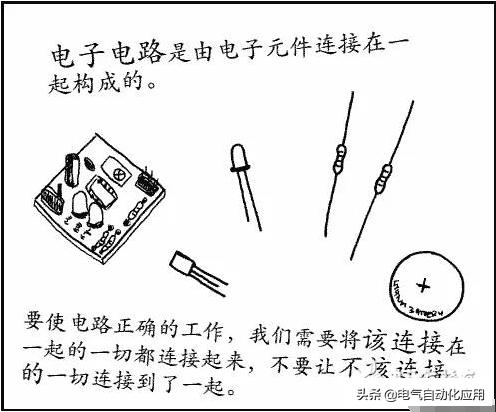 电子电路是由电子元件连接在一
起构成的。
+
要使电路正确的工作，我们需要将该连接在
一起的一切都连接起来，不要让不该连接
的一切连接到了一起。
头条@电气自动化应用